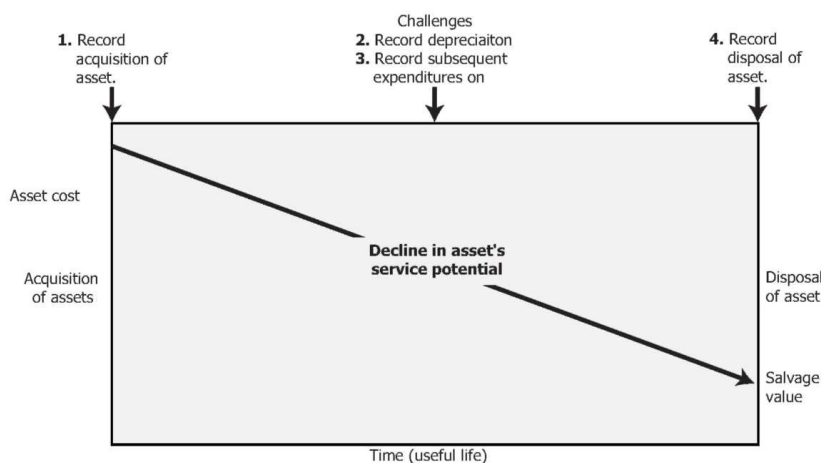 Challenges
1. Record
acquisition of
asset.
2. Record depreciaiton
3. Record subsequent
expenditures on
4. Record
disposal of
asset.
Asset cost
Decline in asset's
service potential
Acquisition
of assets
Disposal
of asset
Salvage
value
Time (useful life)